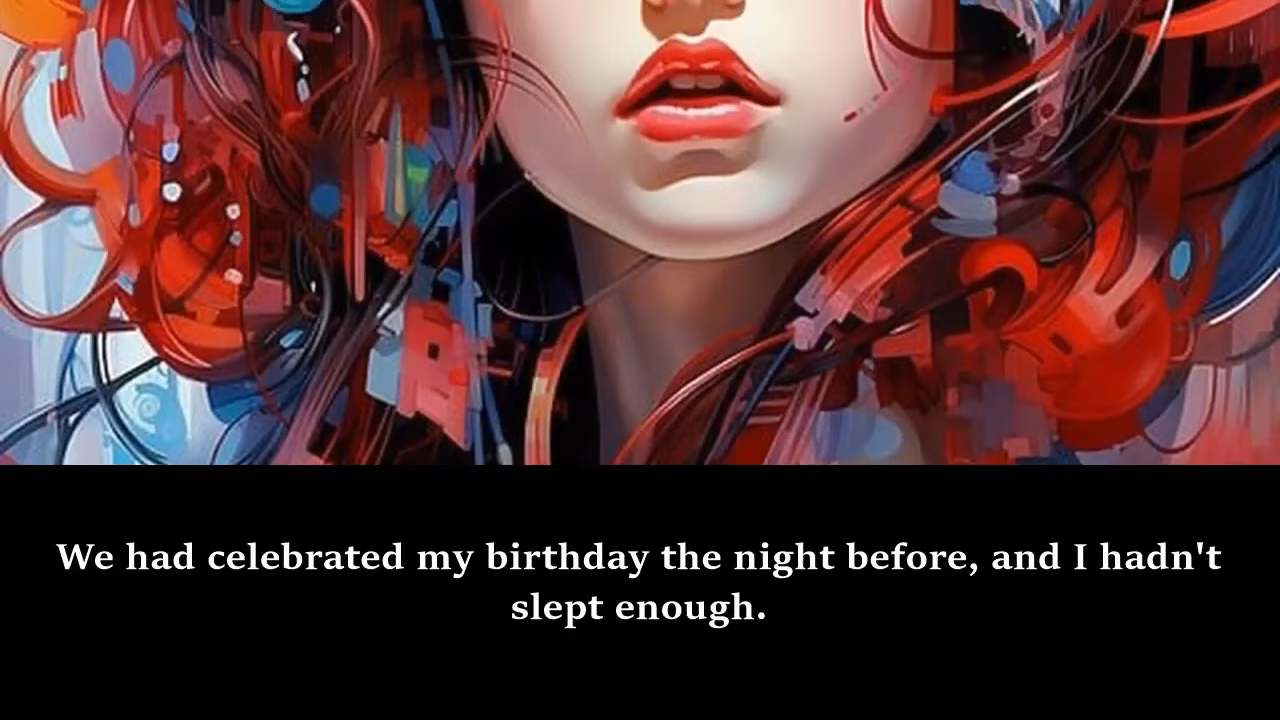 We had celebrated my birthday the night before, and I hadn't
slept enough.